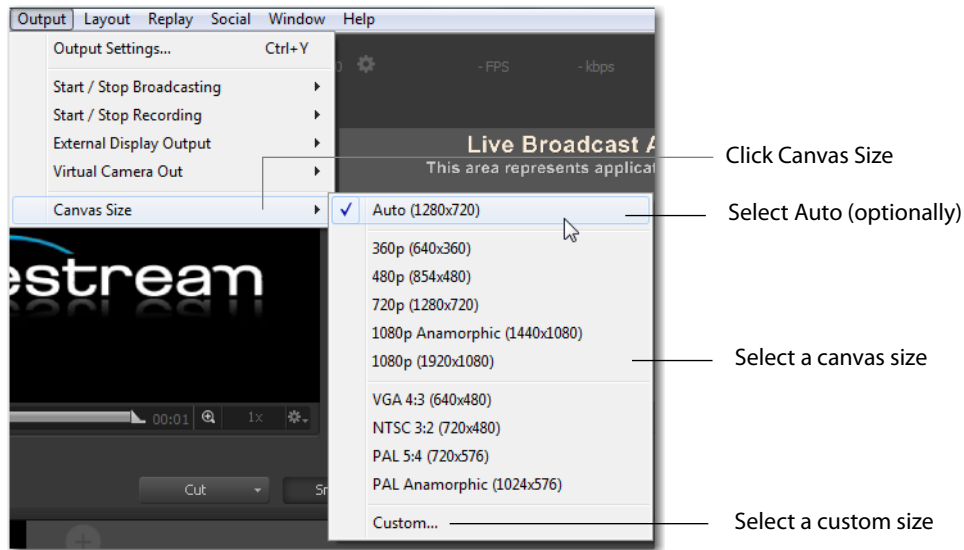 Output Layout Replay Social Window Help
Output Settings... Ctrl+Y
- FPS - kbps
Start / Stop Broadcasting
Start / Stop Recording
External Display Output
Live Broadcast
Virtual Camera Out
This area represents
Click Canvas Size
Canvas Size
Auto (1280x720)
Select Auto (optionally)
360p (640x360)
480p (854x480)
720p (1280x720)
1080p Anamorphic (1440x1080)
1080p (1920x1080)
Select a canvas size
estream
VGA 4:3 (640x480)
00:01 1x
NTSC 3:2 (720x480)
PAL 5:4 (720x576)
PAL Anamorphic (1024x576)
Cut
Custom...
Select a custom size